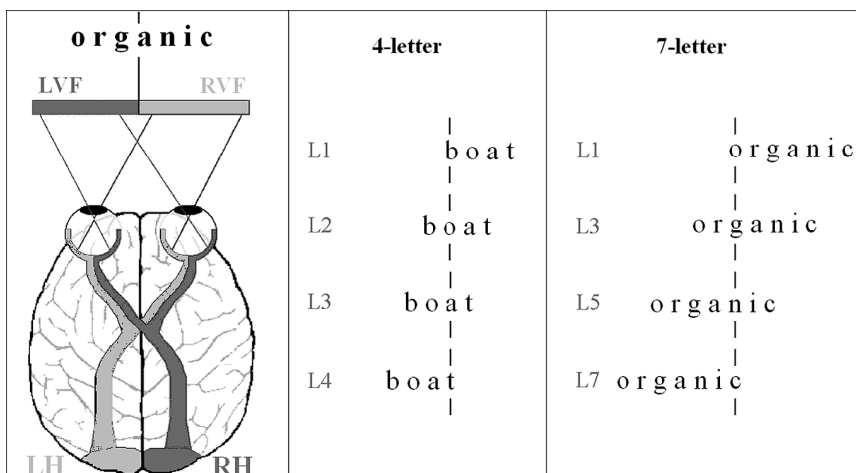 organic
LVF RVF
LH RH
4-letter
L1 boat
L2 boat
L3 boat
L4 boat
7-letter
L1 organic
L3 organic
L5 organic
L7 organic